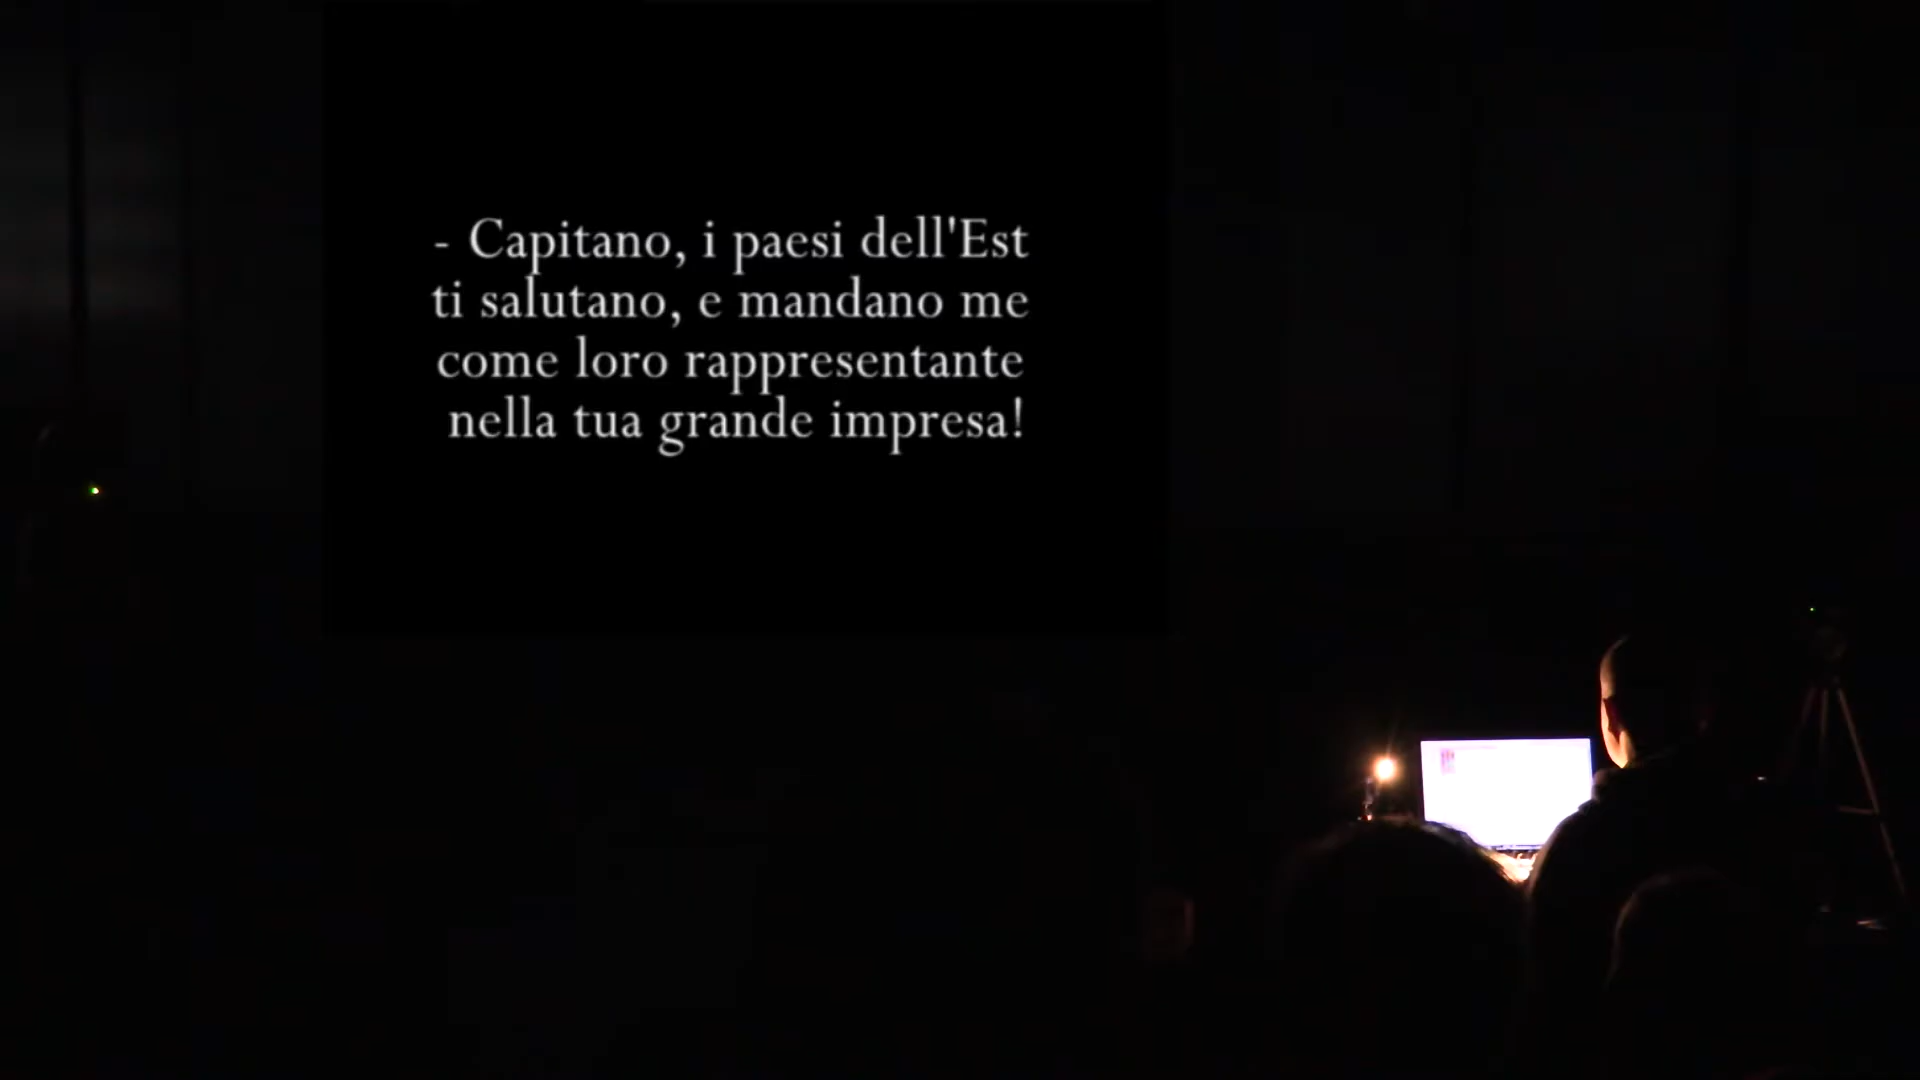 - Capitano, i paesi dell'Est
ti salutano, e mandano me
come loro rappresentante
nella tua grande impresa!